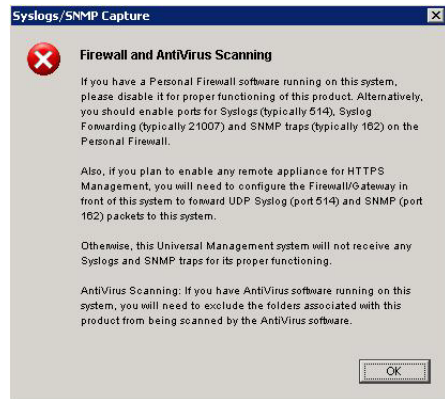 Syslogs/SNMP Capture
Firewall and AntiVirus Scanning
If you have a Personal Firewall software running on this system,
please disable it for proper functioning of this product. Alternatively,
you should enable ports for Syslogs (typically 514), Syslog
Forwarding (typically 21007) and SNMP traps (typically 162) on the
Personal Firewall.
Also, if you plan to enable any remote appliance for HTTPS
Management, you will need to configure the Firewall/Gateway in
front of this system to forward UDP Syslog (port 514) and SNMP (port
162) packets to this system.
Otherwise, this Universal Management system will not receive any
Syslogs and SNMP traps for its proper functioning.
AntiVirus Scanning: If you have AntiVirus software running on this
system, you will need to exclude the folders associated with this
product from being scanned by the AntiVirus software.
OK